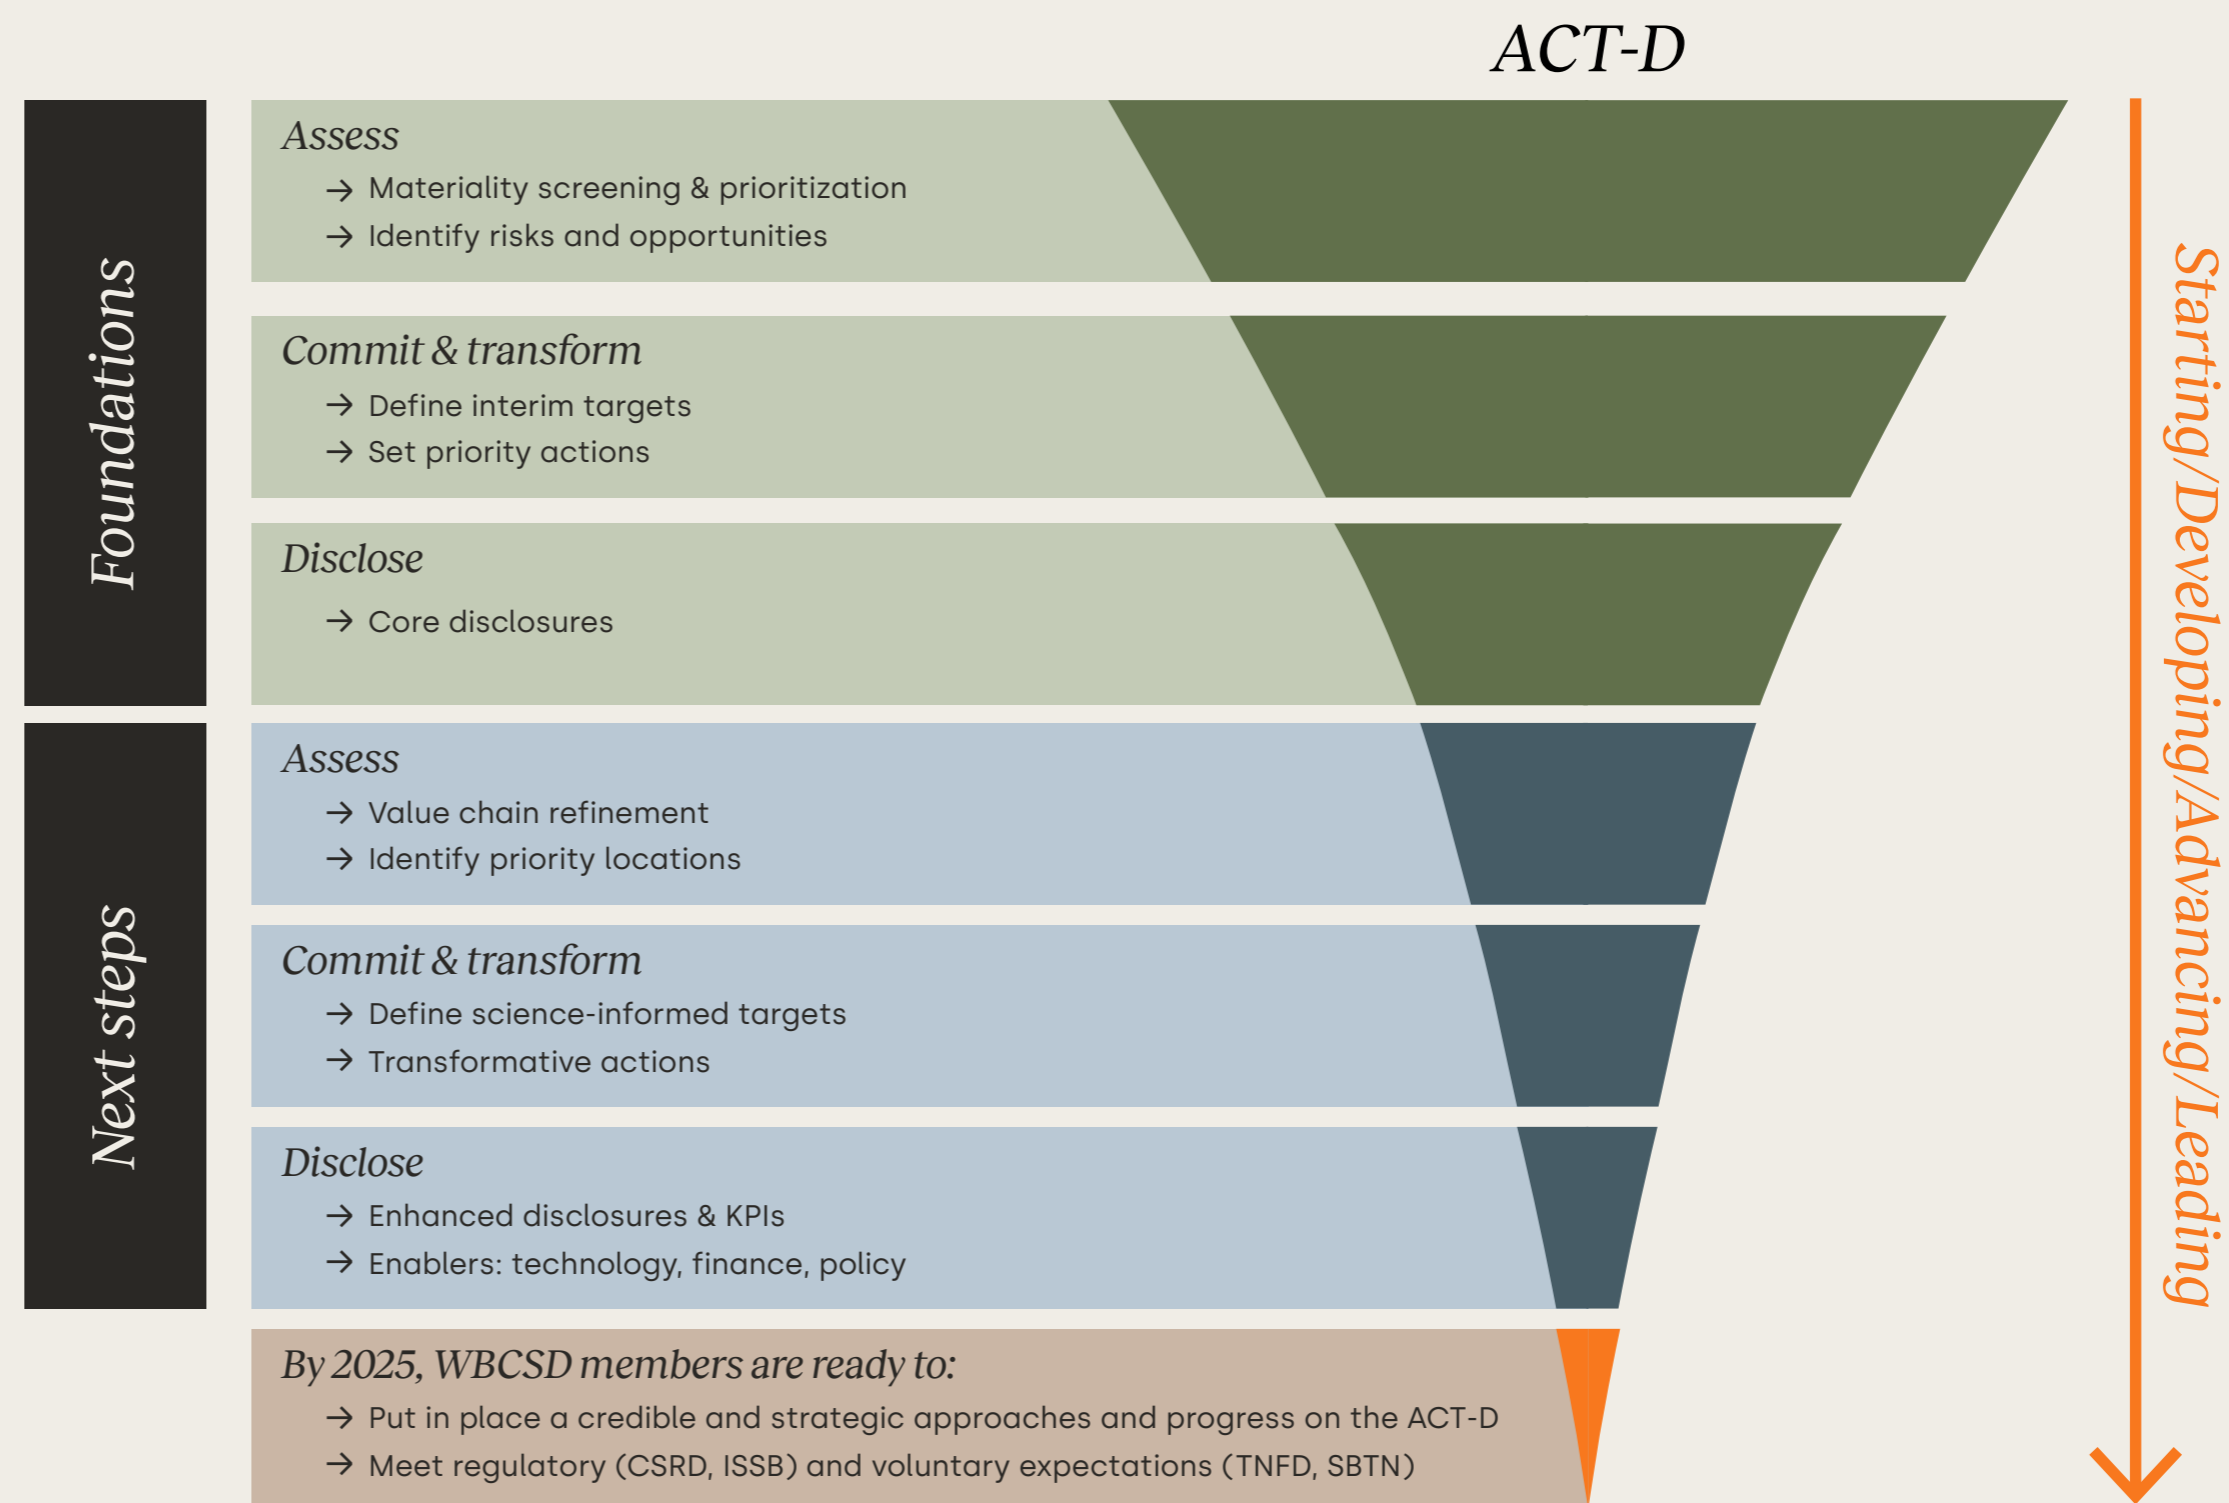 ACT-D
Foundations
Assess
→ Materiality screening & prioritization
→ Identify risks and opportunities
Commit & transform
→ Define interim targets
→ Set priority actions
Disclose
→ Core disclosures
Next steps
Assess
→ Value chain refinement
→ Identify priority locations
Commit & transform
→ Define science-informed targets
→ Transformative actions
Disclose
→ Enhanced disclosures & KPIs
→ Enablers: technology, finance, policy
By 2025, WBCSD members are ready to:
→ Put in place a credible and strategic approaches and progress on the ACT-D
→ Meet regulatory (CSRD, ISSB) and voluntary expectations (TNFD, SBTN)
Starting/Developing/Advancing/Leading